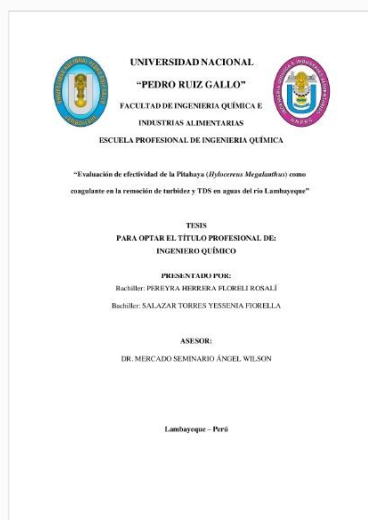 UNIVERSIDAD NACIONAL
“PEDRO RUIZ GALLO”
FACULTAD DE INGENIERIA QUÍMICA E
INDUSTRIAS ALIMENTARIAS
ESCUELA PROFESIONAL DE INGENIERIA QUÍMICA
“Evaluación de efectividad de la Pitahaya (Hylocereus Megalanthus) como
coagulante en la remoción de turbidez y TDS en aguas del río Lambayeque”
TESIS
PARA OPTAR EL TÍTULO PROFESIONAL DE:
INGENIERO QUÍMICO
PRESENTADO POR:
Bachiller: PEREYRA HERRERA FLORELI ROSALÍ
Bachiller: SALAZAR TORRES YESSENIA FIORELLA
ASESOR:
DR. MERCADO SEMINARIO ÁNGEL WILSON
Lambayeque – Perú